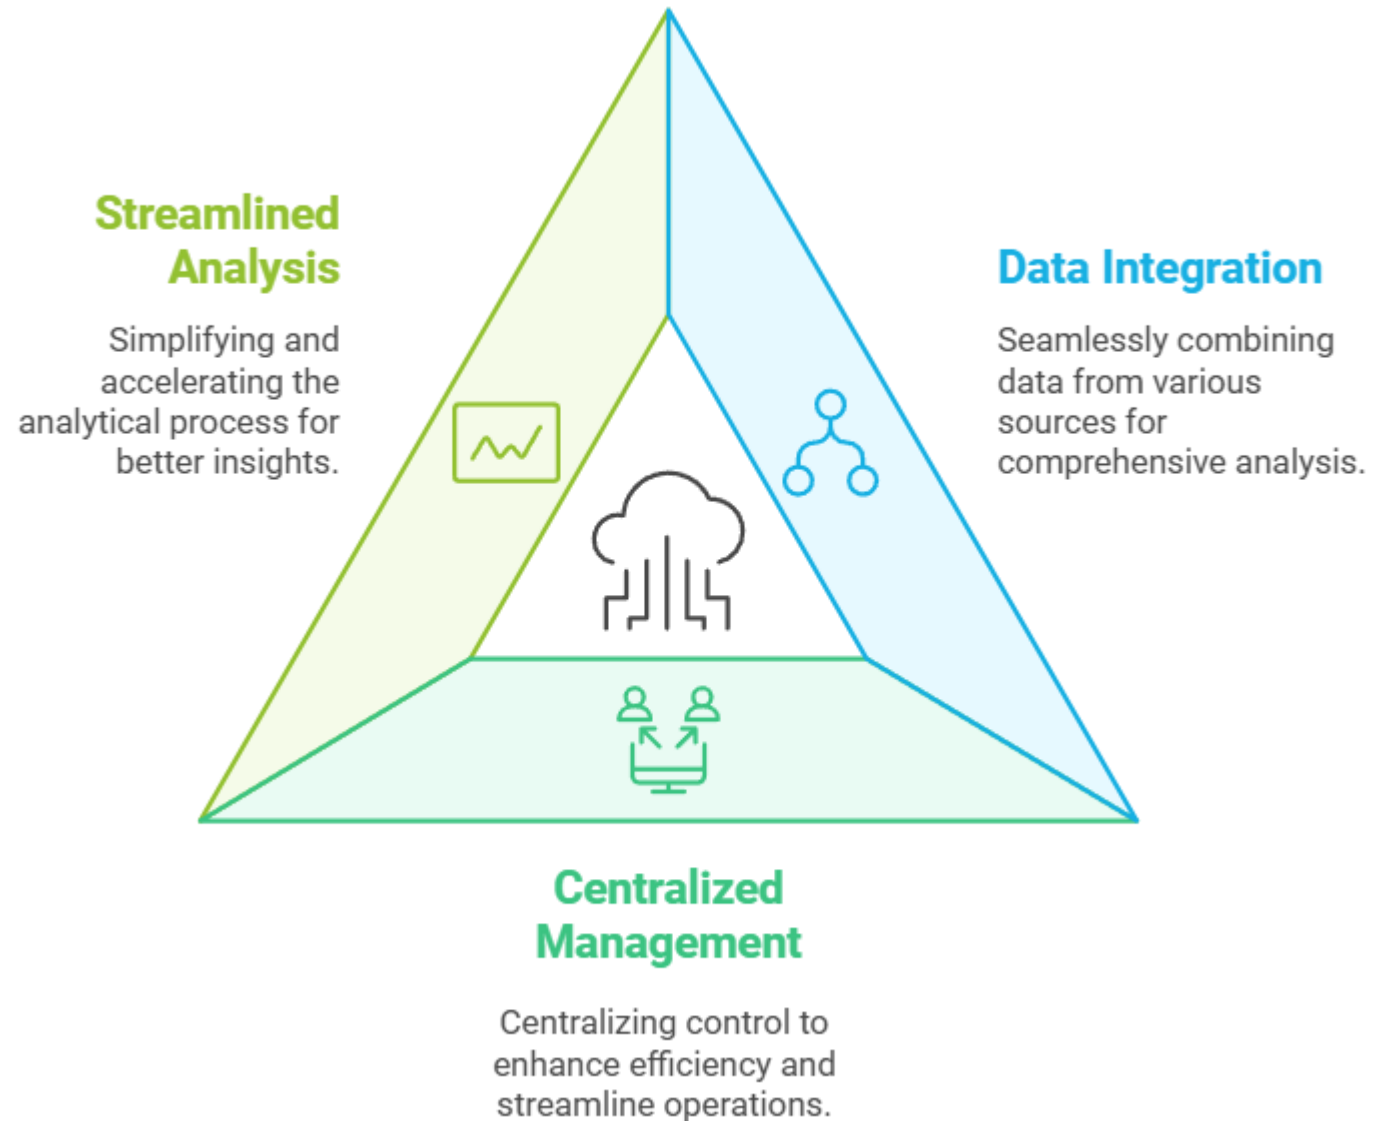 Streamlined
Analysis
Simplifying and
accelerating the
analytical process for
better insights.
Data Integration
Seamlessly combining
data from various
sources for
comprehensive analysis.
Centralized
Management
Centralizing control to
enhance efficiency and
streamline operations.